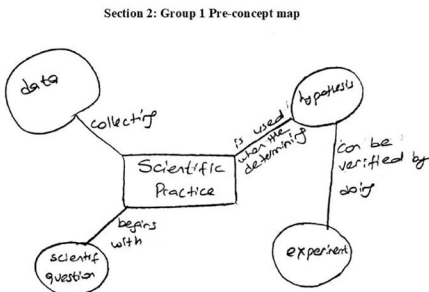 Section 2: Group 1 Pre-concept map
data
collecting
Scientific
Practice
is used
when the
determining
hypothesis
can be
verified by
doing
experiment
begins
with
scientif
question